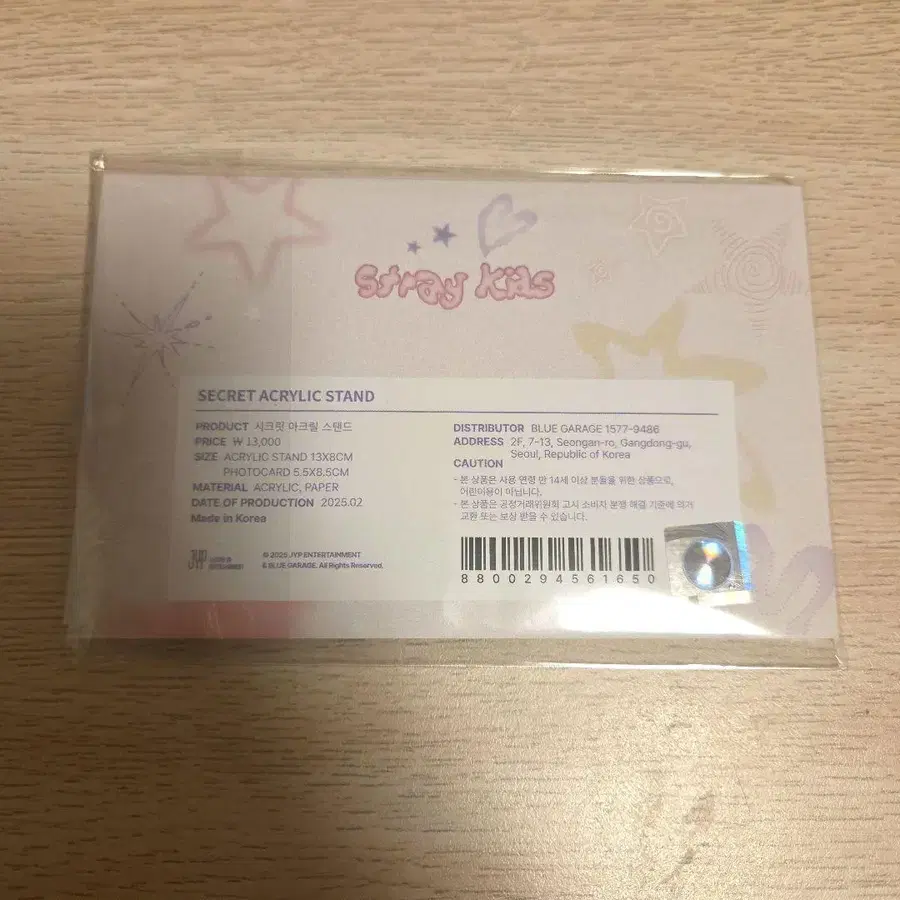 Stray Kids
SECRET ACRYLIC STAND
PRODUCT 시크릿 아크릴 스탠드
PRICE ₩ 13,000
SIZE ACRYLIC STAND 13X8CM
PHOTOCARD 5.5X8.5CM
MATERIAL ACRYLIC, PAPER
DATE OF PRODUCTION 2025.02
Made in Korea
JYP
© 2025 JYP ENTERTAINMENT
& BLUE GARAGE. All Rights Reserved.
DISTRIBUTOR BLUE GARAGE 1577-9486
ADDRESS 2F, 7-13, Seongan-ro, Gangdong-gu,
Seoul, Republic of Korea
CAUTION
- 본 상품은 사용 연령 만 14세 이상 분들을 위한 상품으로,
어린이용이 아닙니다.
- 본 상품은 공정거래위원회 고시 소비자 분쟁 해결 기준에 의거
교환 또는 보상 받을 수 있습니다.
8800294561650